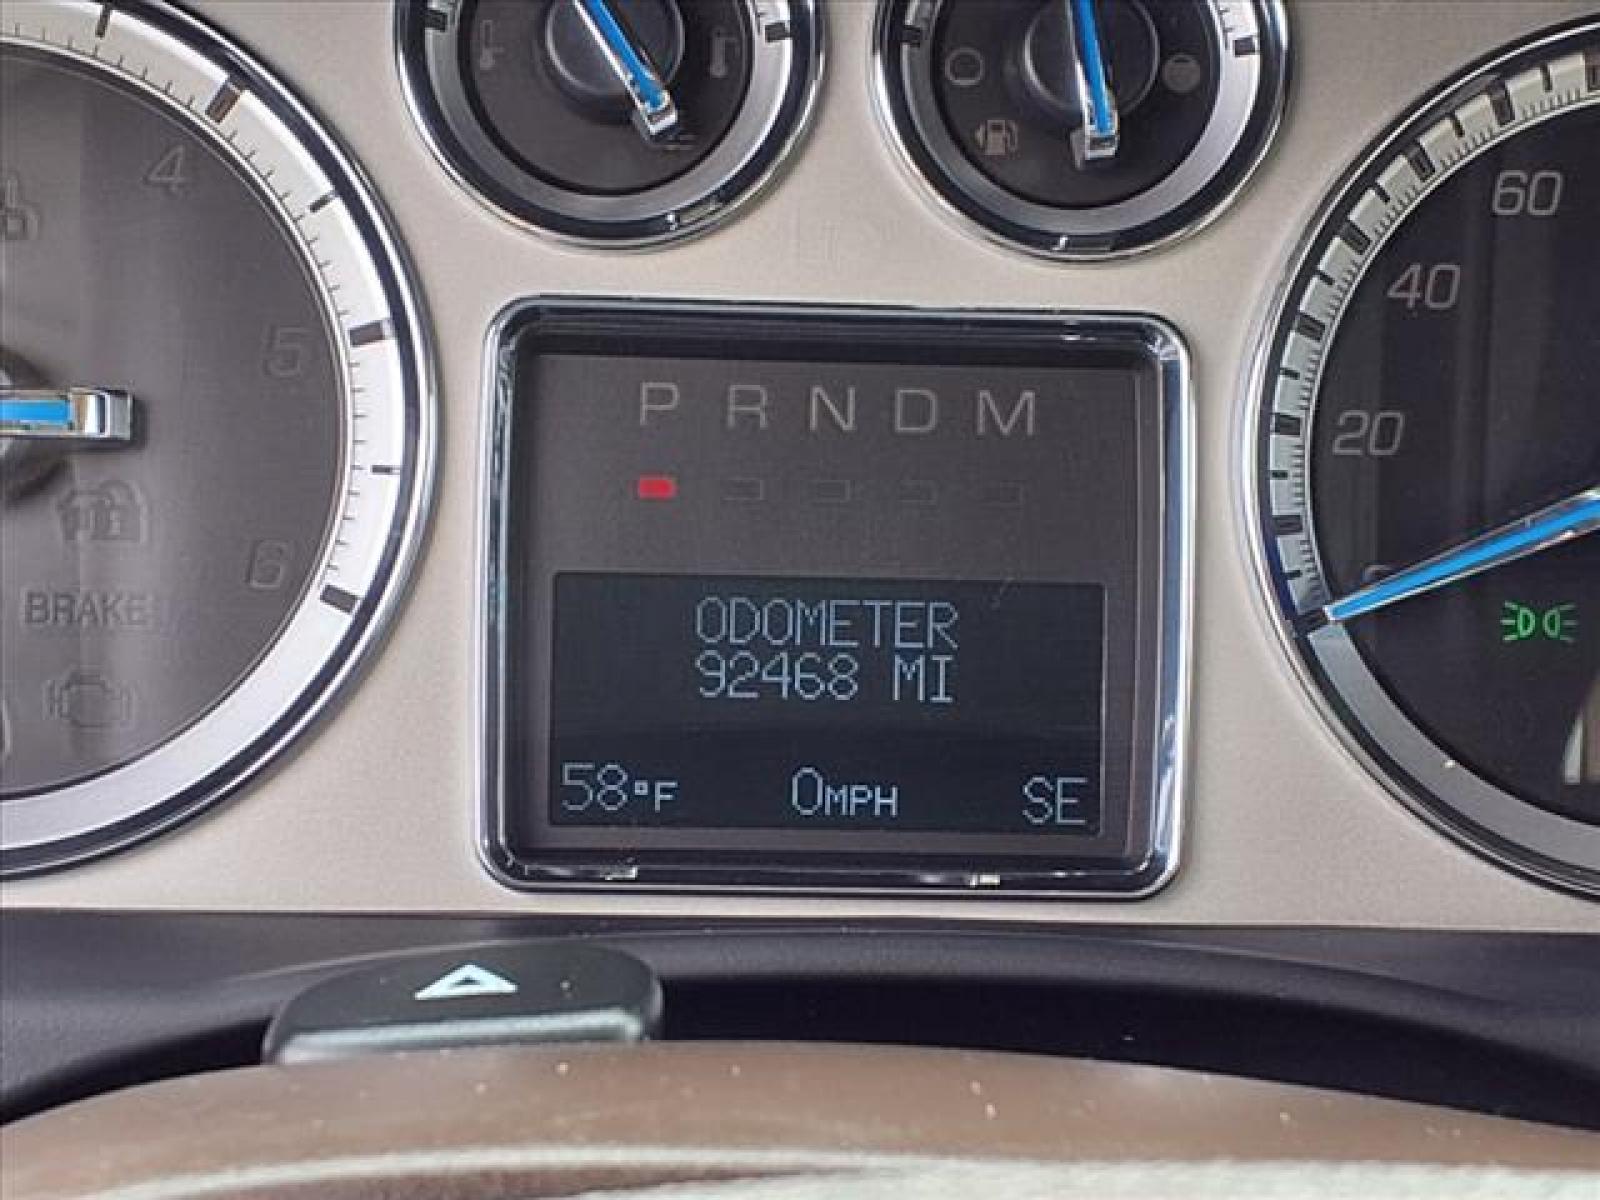 4
5
6
BRAKE
P R N D M
ODOMETER
92468 MI
58°F 0MPH SE
60
40
20